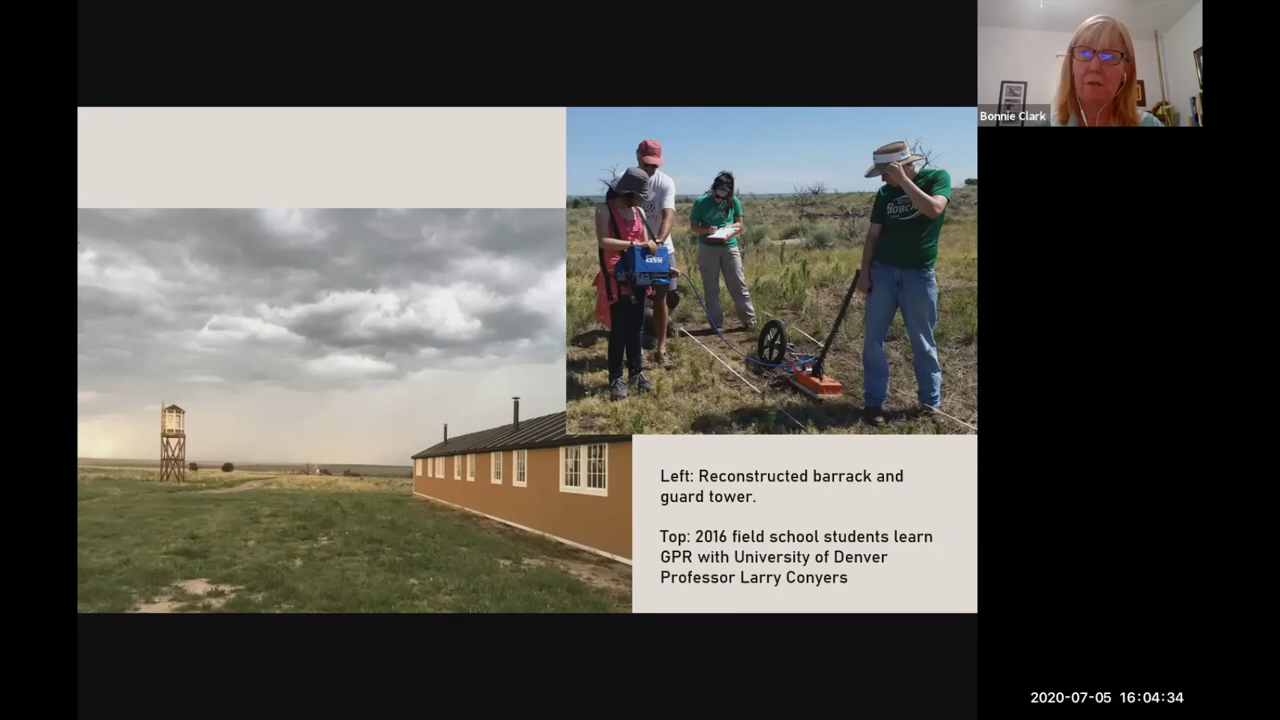 Bonnie Clark
GSSI
Left: Reconstructed barrack and
guard tower.
Top: 2016 field school students learn
GPR with University of Denver
Professor Larry Conyers
2020-07-05 16:04:34